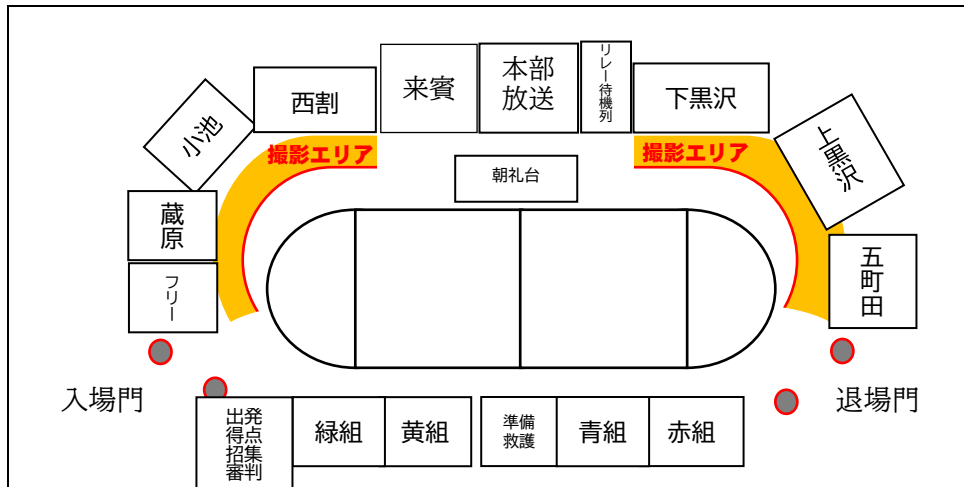 来賓
本部
放送
リレー待機列
西割
下黒沢
小池
上黒沢
撮影エリア
撮影エリア
朝礼台
蔵原
フリー
五町田
入場門
退場門
出発
得点
招集
審判
緑組
黄組
準備
救護
青組
赤組